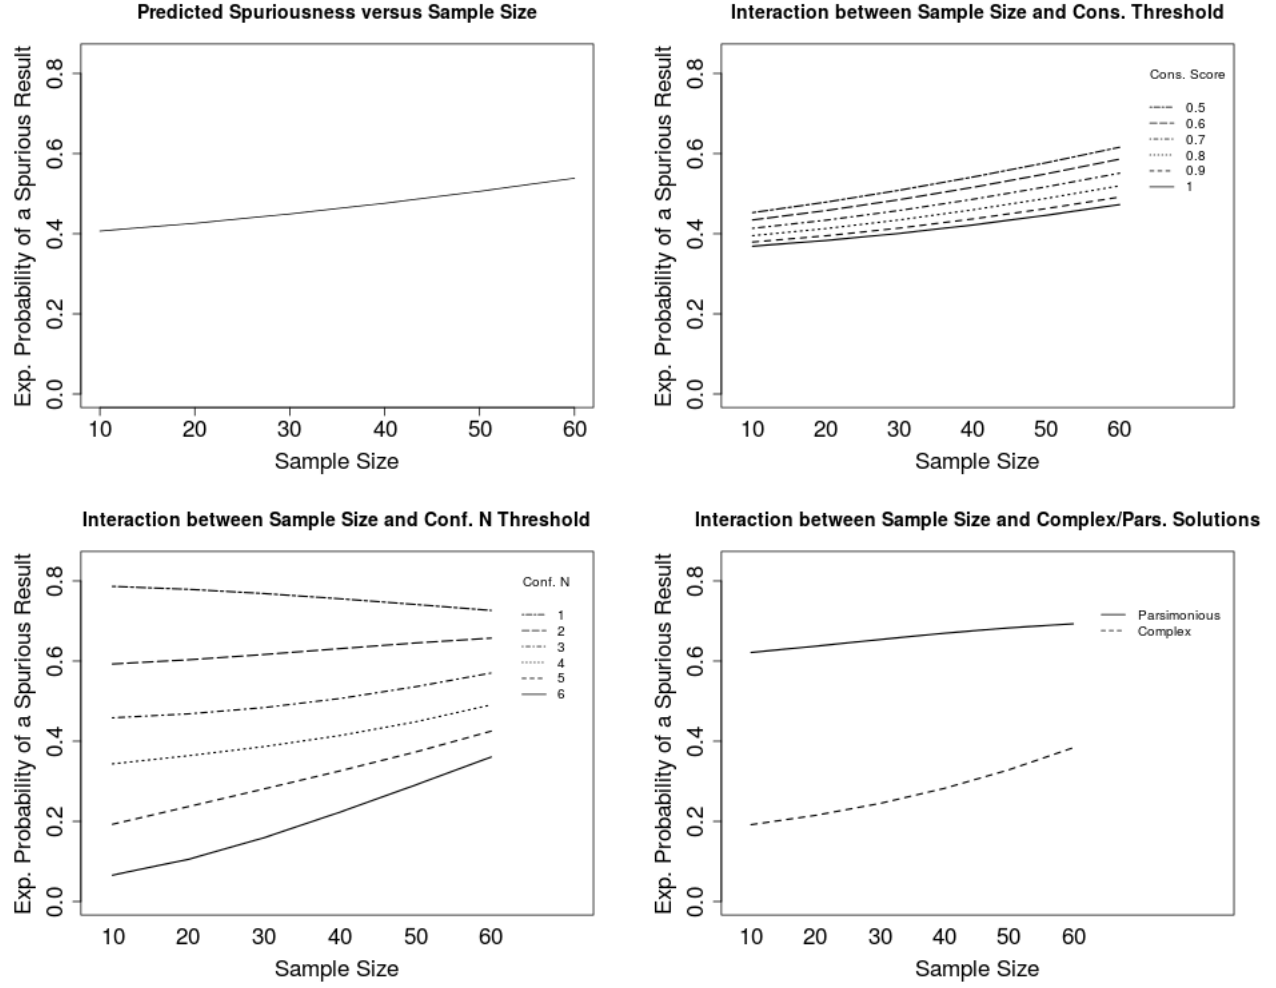 Predicted Spuriousness versus Sample Size
Exp. Probability of a Spurious Result
0.8
0.6
0.4
0.2
0.0
10 20 30 40 50 60
Sample Size
Interaction between Sample Size and Cons. Threshold
Exp. Probability of a Spurious Result
0.8
0.6
0.4
0.2
0.0
Cons. Score
0.5
0.6
0.7
0.8
0.9
1
10 20 30 40 50 60
Sample Size
Interaction between Sample Size and Conf. N Threshold
Exp. Probability of a Spurious Result
0.8
0.6
0.4
0.2
0.0
Conf. N
1
2
3
4
5
6
10 20 30 40 50 60
Sample Size
Interaction between Sample Size and Complex/Pars. Solutions
Exp. Probability of a Spurious Result
0.8
0.6
0.4
0.2
0.0
Parsimonious
Complex
10 20 30 40 50 60
Sample Size